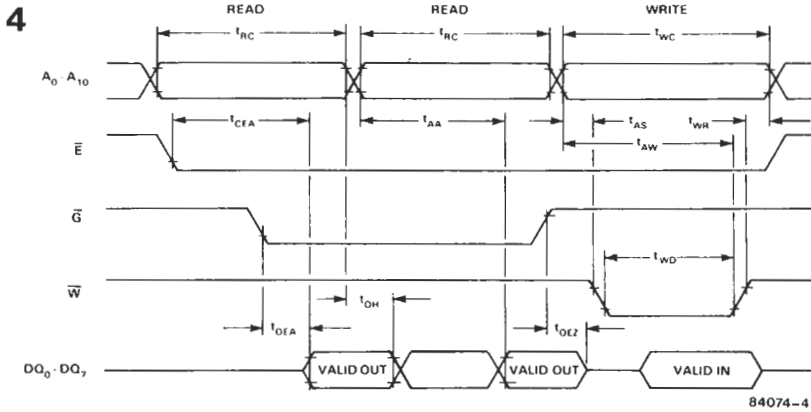 4
READ READ WRITE
tRC tRC tWC
A0 - A10
tCEA tAA tAS tWR
tAW
E̅
G̅
tWD
W̅
tOH
tOEA tOEZ
DQ0 - DQ7 VALID OUT VALID OUT VALID IN
84074-4